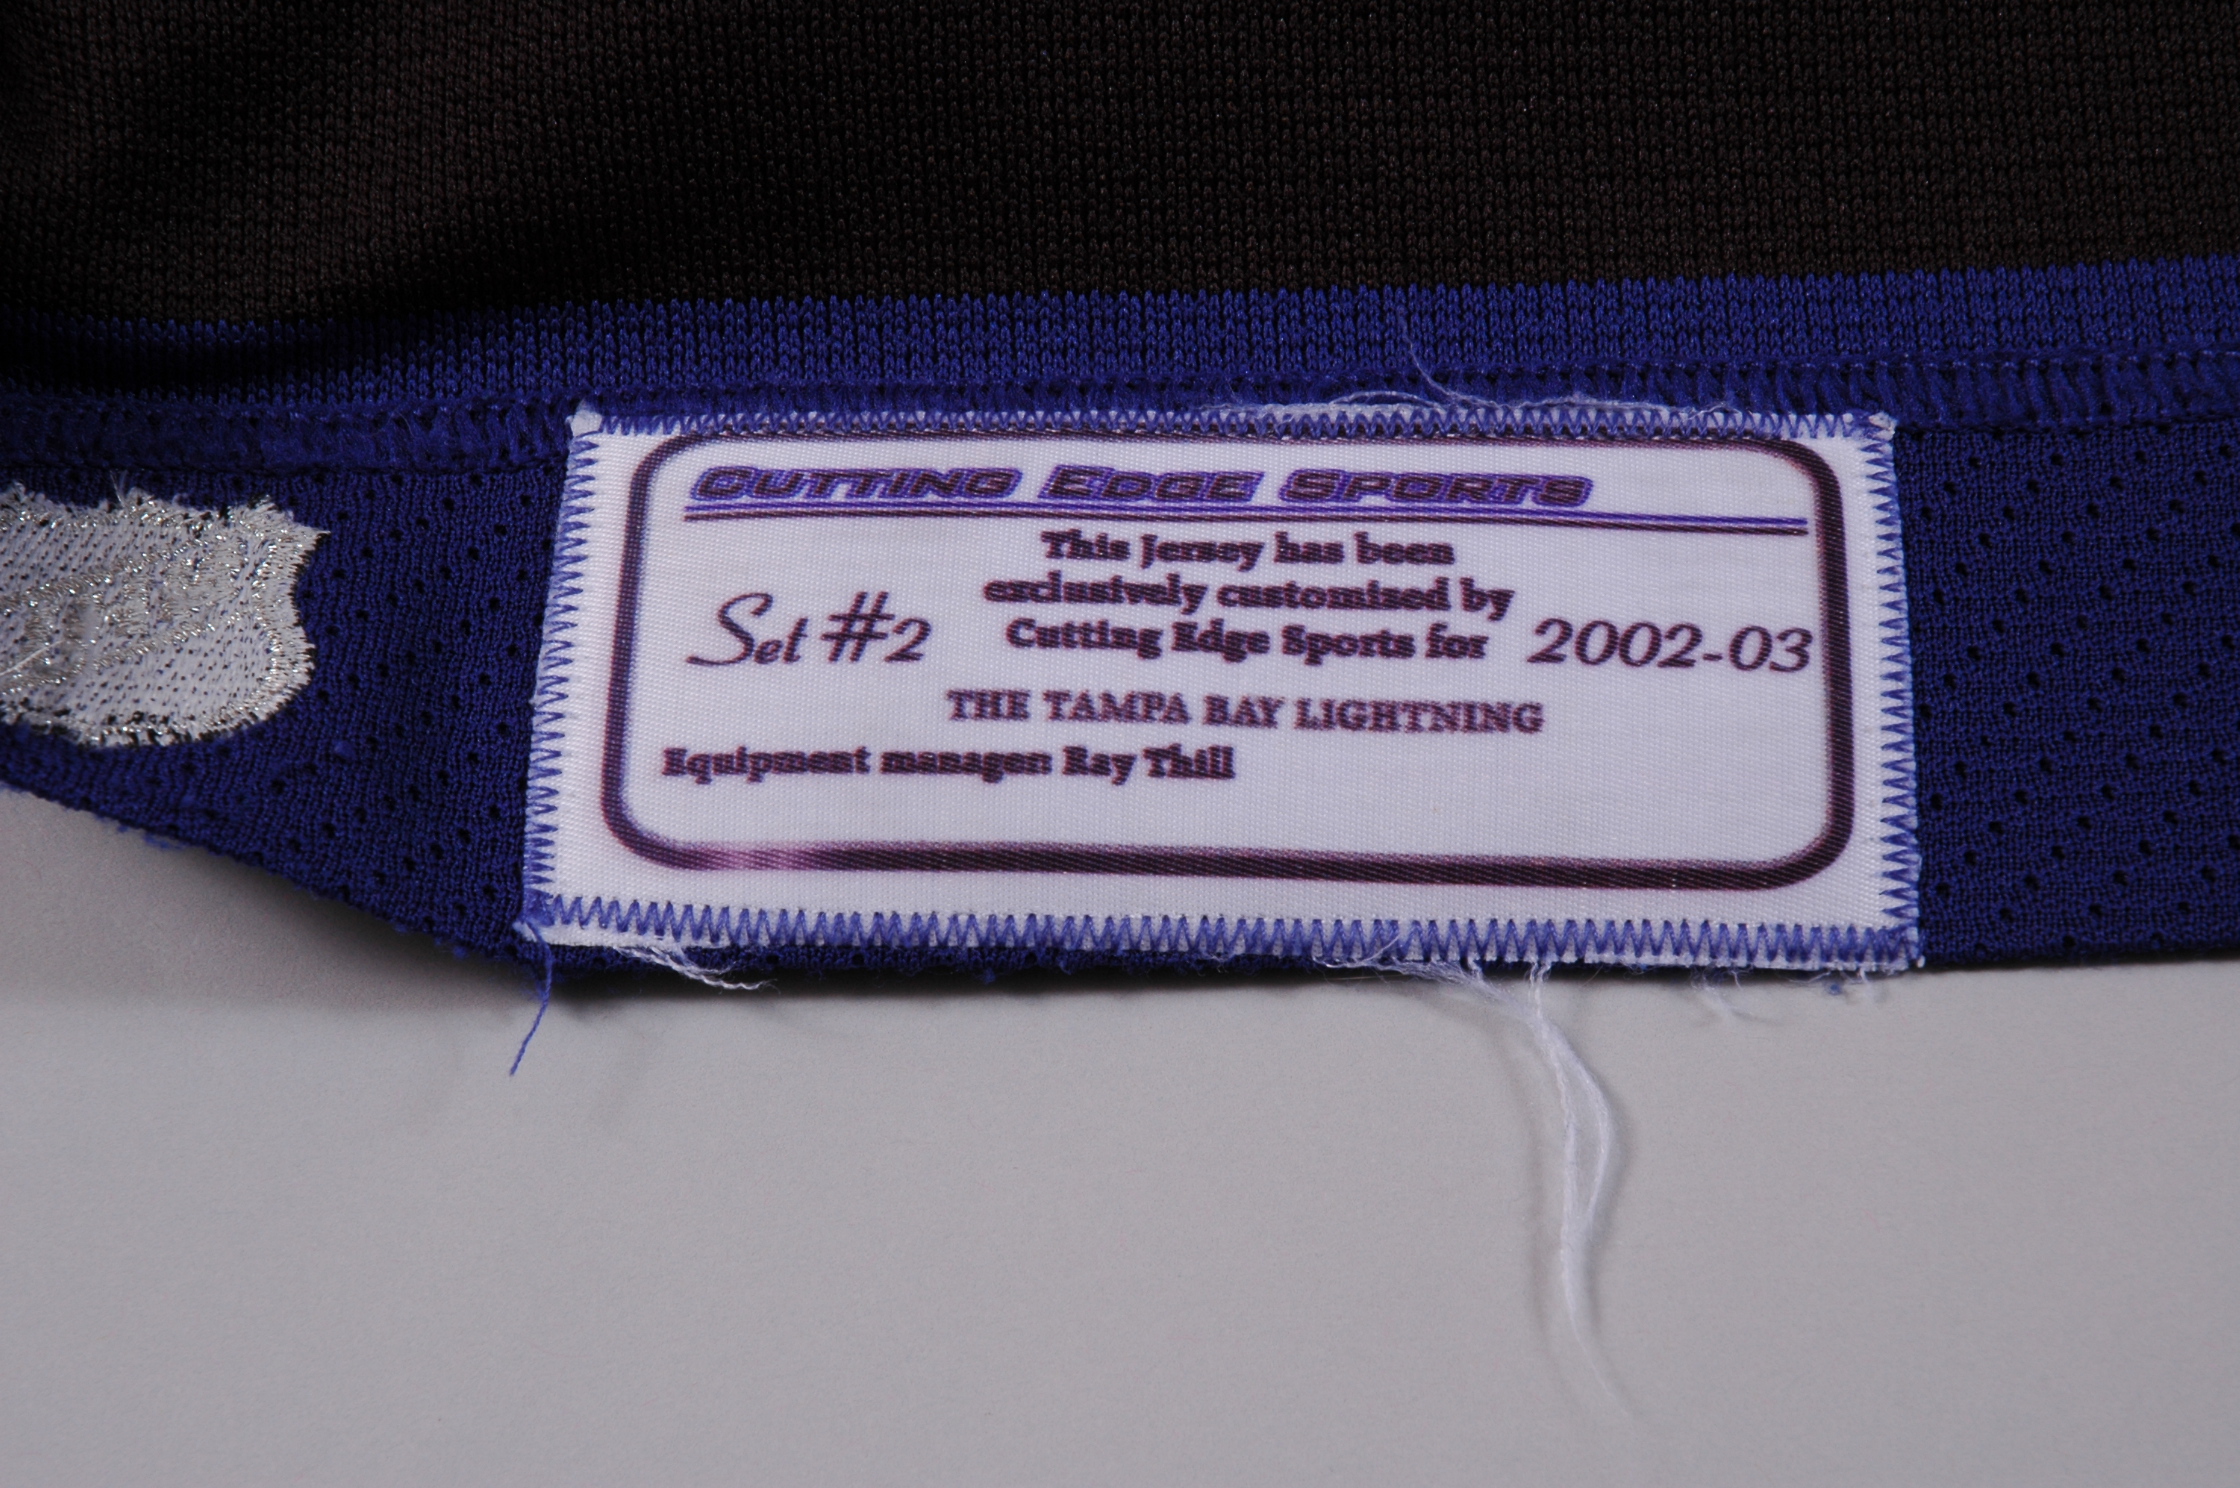 CUTTING EDGE SPORTS
This Jersey has been
exclusively customized by
Set #2 Cutting Edge Sports for 2002-03
THE TAMPA BAY LIGHTNING
Equipment manager: Ray Thill